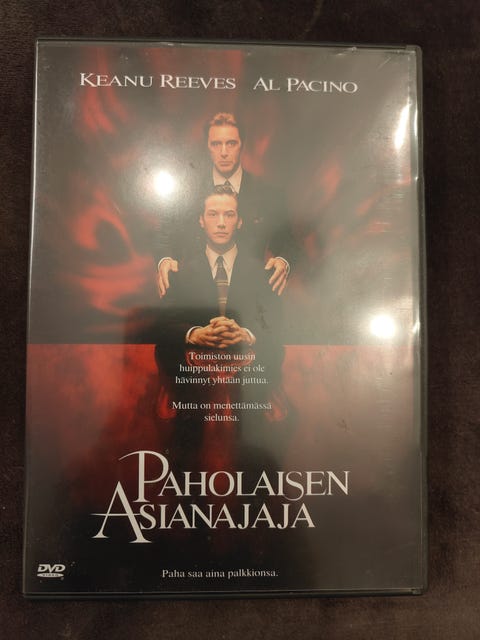 KEANU REEVES AL PACINO
Toimiston uusin
huippulakimies ei ole
hävinnyt yhtään juttua.
Mutta on menettämässä
sielunsa.
PAHOLAISEN
ASIANAJAJA
DVD
VIDEO
Paha saa aina palkkionsa.